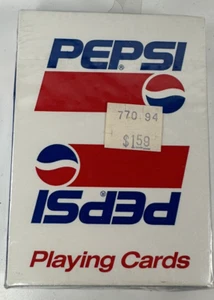 PEPSI
770 94
$1.58
PEPSI
Playing Cards